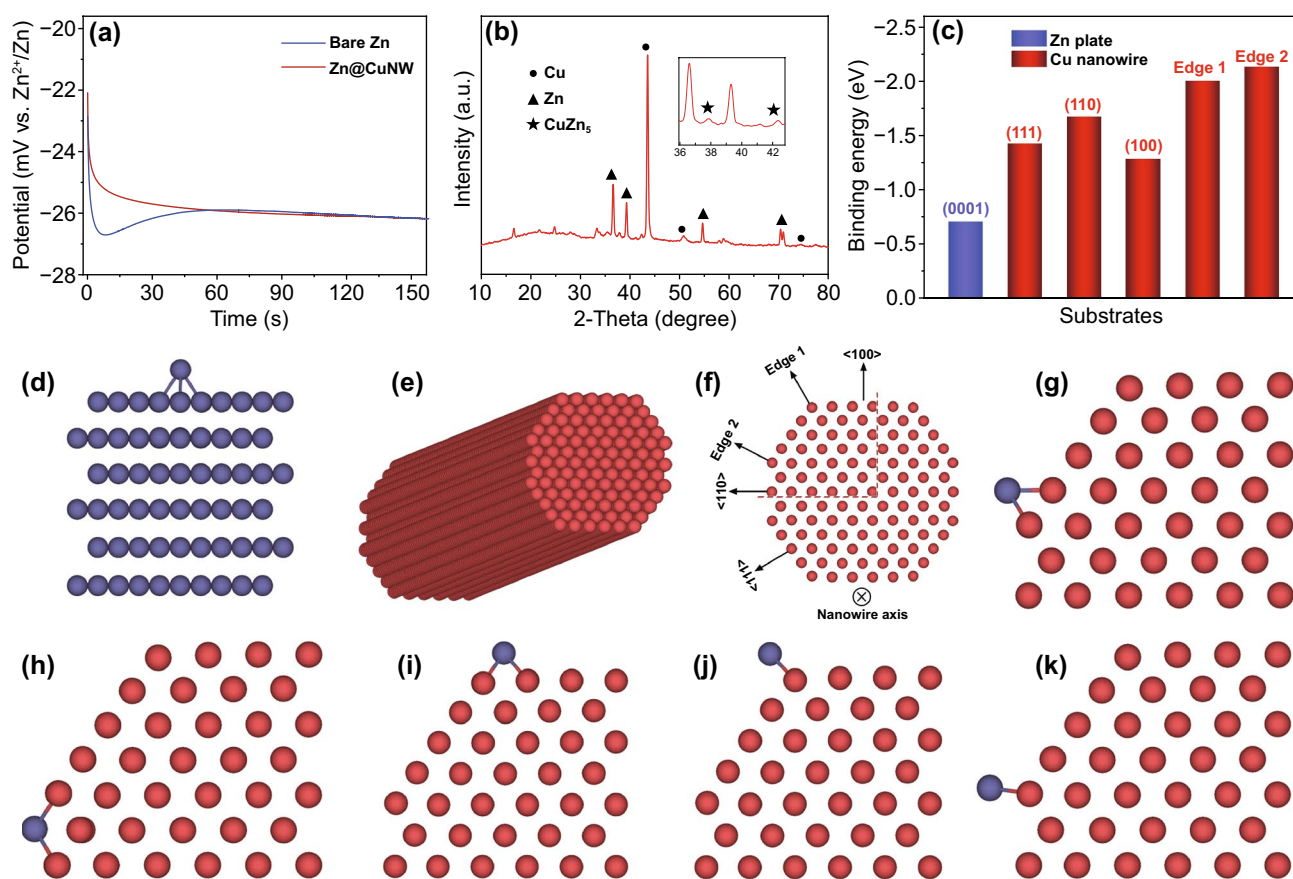 (a)
Potential (mV vs. Zn²⁺/Zn)
−20
−22
−24
−26
−28
Bare Zn
Zn@CuNW
0
30
60
90
120
150
Time (s)
(b)
Intensity (a.u.)
● Cu
▲ Zn
★ CuZn₅
36
38
40
42
10
20
30
40
50
60
70
80
2-Theta (degree)
(c)
Binding energy (eV)
−2.5
−2.0
−1.5
−1.0
−0.5
0.0
Zn plate
Cu nanowire
(0001)
(111)
(110)
(100)
Edge 1
Edge 2
Substrates
(d)
(e)
(f)
Edge 1
<100>
Edge 2
<110>
<111>
Nanowire axis
(g)
(h)
(i)
(j)
(k)